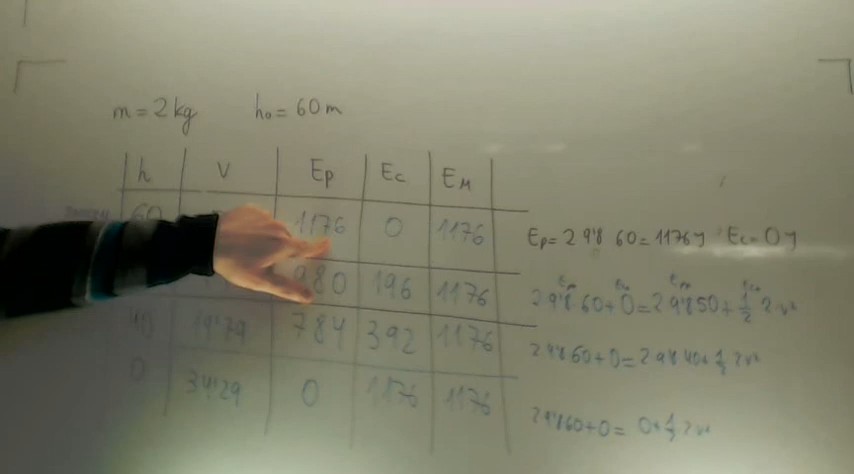 m = 2 kg h₀ = 60 m
h V Ep Ec EM
60 1176 0 1176 Ep = 2 9'8 60 = 1176 J Ec = 0 J
980 196 1176 2 9'8 60 + 0 = 2 9'8 50 + 1/2 2 v²
40 19'79 784 392 1176 2 9'8 60 + 0 = 2 9'8 40 + 1/2 2 v²
0 34'29 0 1176 1176 2 9'8 60 + 0 = 0 + 1/2 2 v²